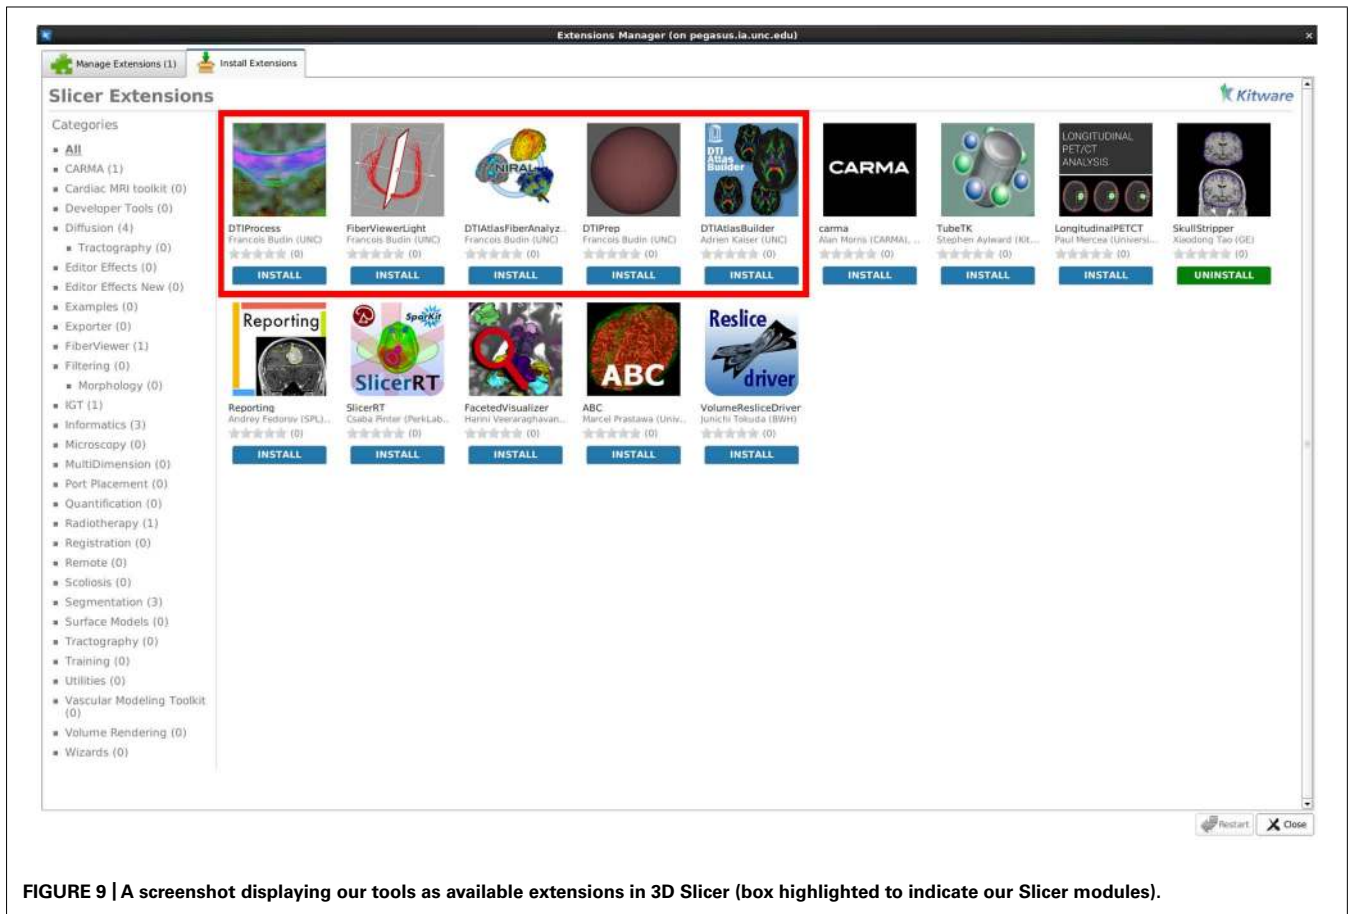 Extensions Manager (on pegasus.ia.unc.edu)
Manage Extensions (1)
Install Extensions
Slicer Extensions
Kitware
Categories
All
CARMA (1)
Cardiac MRI toolkit (0)
Developer Tools (0)
Diffusion (4)
Tractography (0)
Editor Effects (0)
Editor Effects New (0)
Examples (0)
Exporter (0)
FiberViewer (1)
Filtering (0)
Morphology (0)
IGT (1)
Informatics (3)
Microscopy (0)
MultiDimension (0)
Port Placement (0)
Quantification (0)
Radiotherapy (1)
Registration (0)
Remote (0)
Scoliosis (0)
Segmentation (3)
Surface Models (0)
Tractography (0)
Training (0)
Utilities (0)
Vascular Modeling Toolkit
(0)
Volume Rendering (0)
Wizards (0)
DTIProcess
Francois Budin (UNC)
(0)
INSTALL
FiberViewerLight
Francois Budin (UNC)
(0)
INSTALL
NIRAL
DTIAtlasFiberAnalyz..
Francois Budin (UNC)
(0)
INSTALL
DTIPrep
Francois Budin (UNC)
(0)
INSTALL
DTI
Atlas
Builder
DTIAtlasBuilder
Adrien Kaiser (UNC)
(0)
INSTALL
CARMA
carma
Alan Morris (CARMA), ...
(0)
INSTALL
TubeTK
Stephen Aylward (Kit...
(0)
INSTALL
LONGITUDINAL
PET/CT
ANALYSIS
LongitudinalPETCT
Paul Mercea (Universi...
(0)
INSTALL
SkullStripper
Xiaodong Tao (GE)
(0)
UNINSTALL
Reporting
Reporting
Andrey Fedorov (SPL)...
(0)
INSTALL
SparKit
SlicerRT
SlicerRT
Csaba Pinter (PerkLab...
(0)
INSTALL
FacetedVisualizer
Harini Veeraraghavan...
(0)
INSTALL
ABC
ABC
Marcel Prastawa (Univ...
(0)
INSTALL
Reslice
driver
VolumeResliceDriver
Junichi Tokuda (BWH)
(0)
INSTALL
Restart
Close
FIGURE 9 | A screenshot displaying our tools as available extensions in 3D Slicer (box highlighted to indicate our Slicer modules).